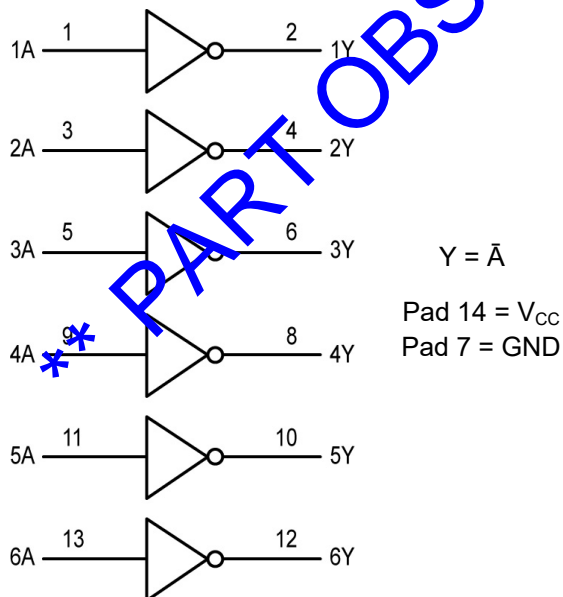 1A 1 2 1Y
2A 3 4 2Y
3A 5 6 3Y
4A 9 8 4Y
5A 11 10 5Y
6A 13 12 6Y
Y = Ā
Pad 14 = VCC
Pad 7 = GND
** PART OBS